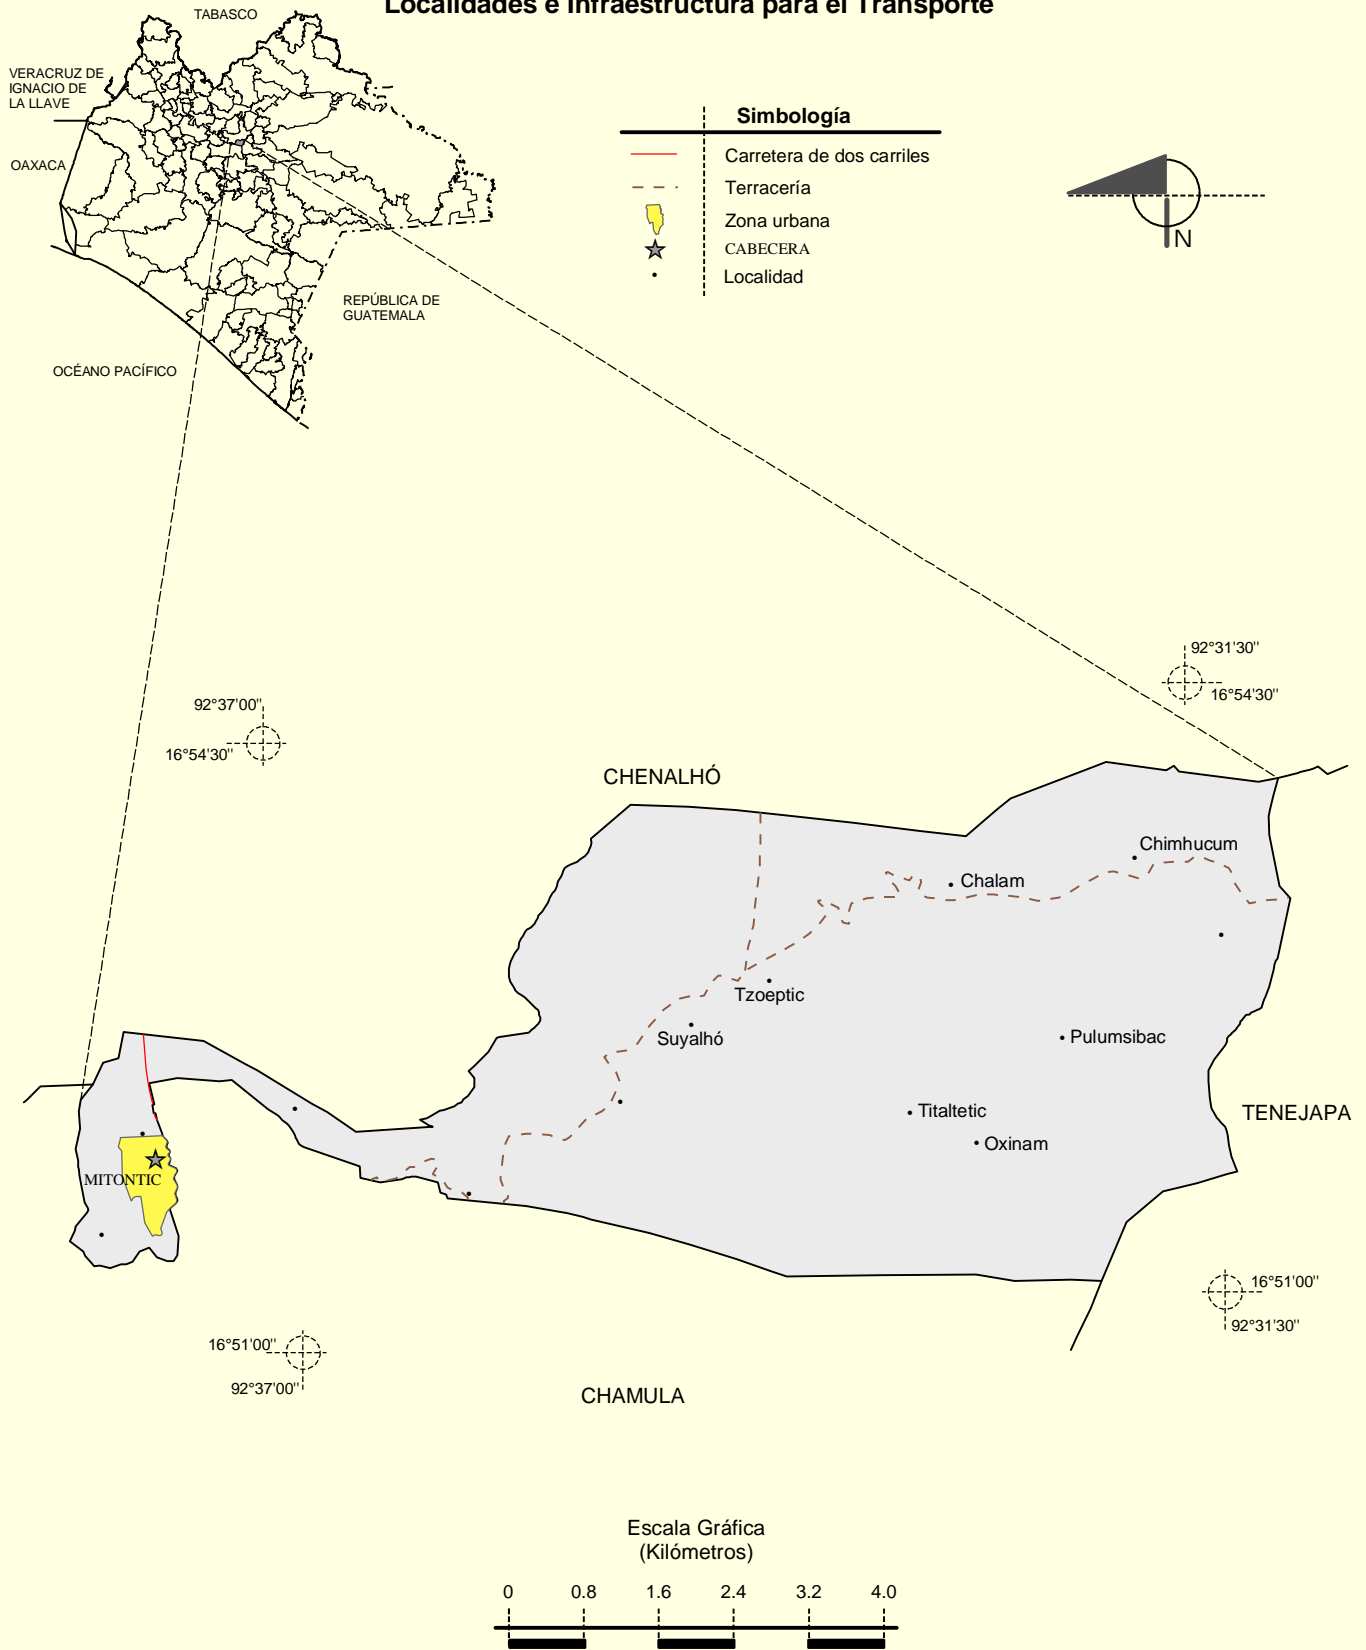 Localidades e Infraestructura para el Transporte
TABASCO
VERACRUZ DE
IGNACIO DE
LA LLAVE
OAXACA
REPÚBLICA DE
GUATEMALA
OCÉANO PACÍFICO
Simbología
Carretera de dos carriles
Terracería
Zona urbana
CABECERA
Localidad
N
92°31'30"
16°54'30"
92°37'00"
16°54'30"
CHENALHÓ
Chimhucum
Chalam
Tzoeptic
Suyalhó
Pulumsibac
Titaltetic
Oxinam
TENEJAPA
MITONTIC
16°51'00"
92°31'30"
16°51'00"
92°37'00"
CHAMULA
Escala Gráfica
(Kilómetros)
0 0.8 1.6 2.4 3.2 4.0